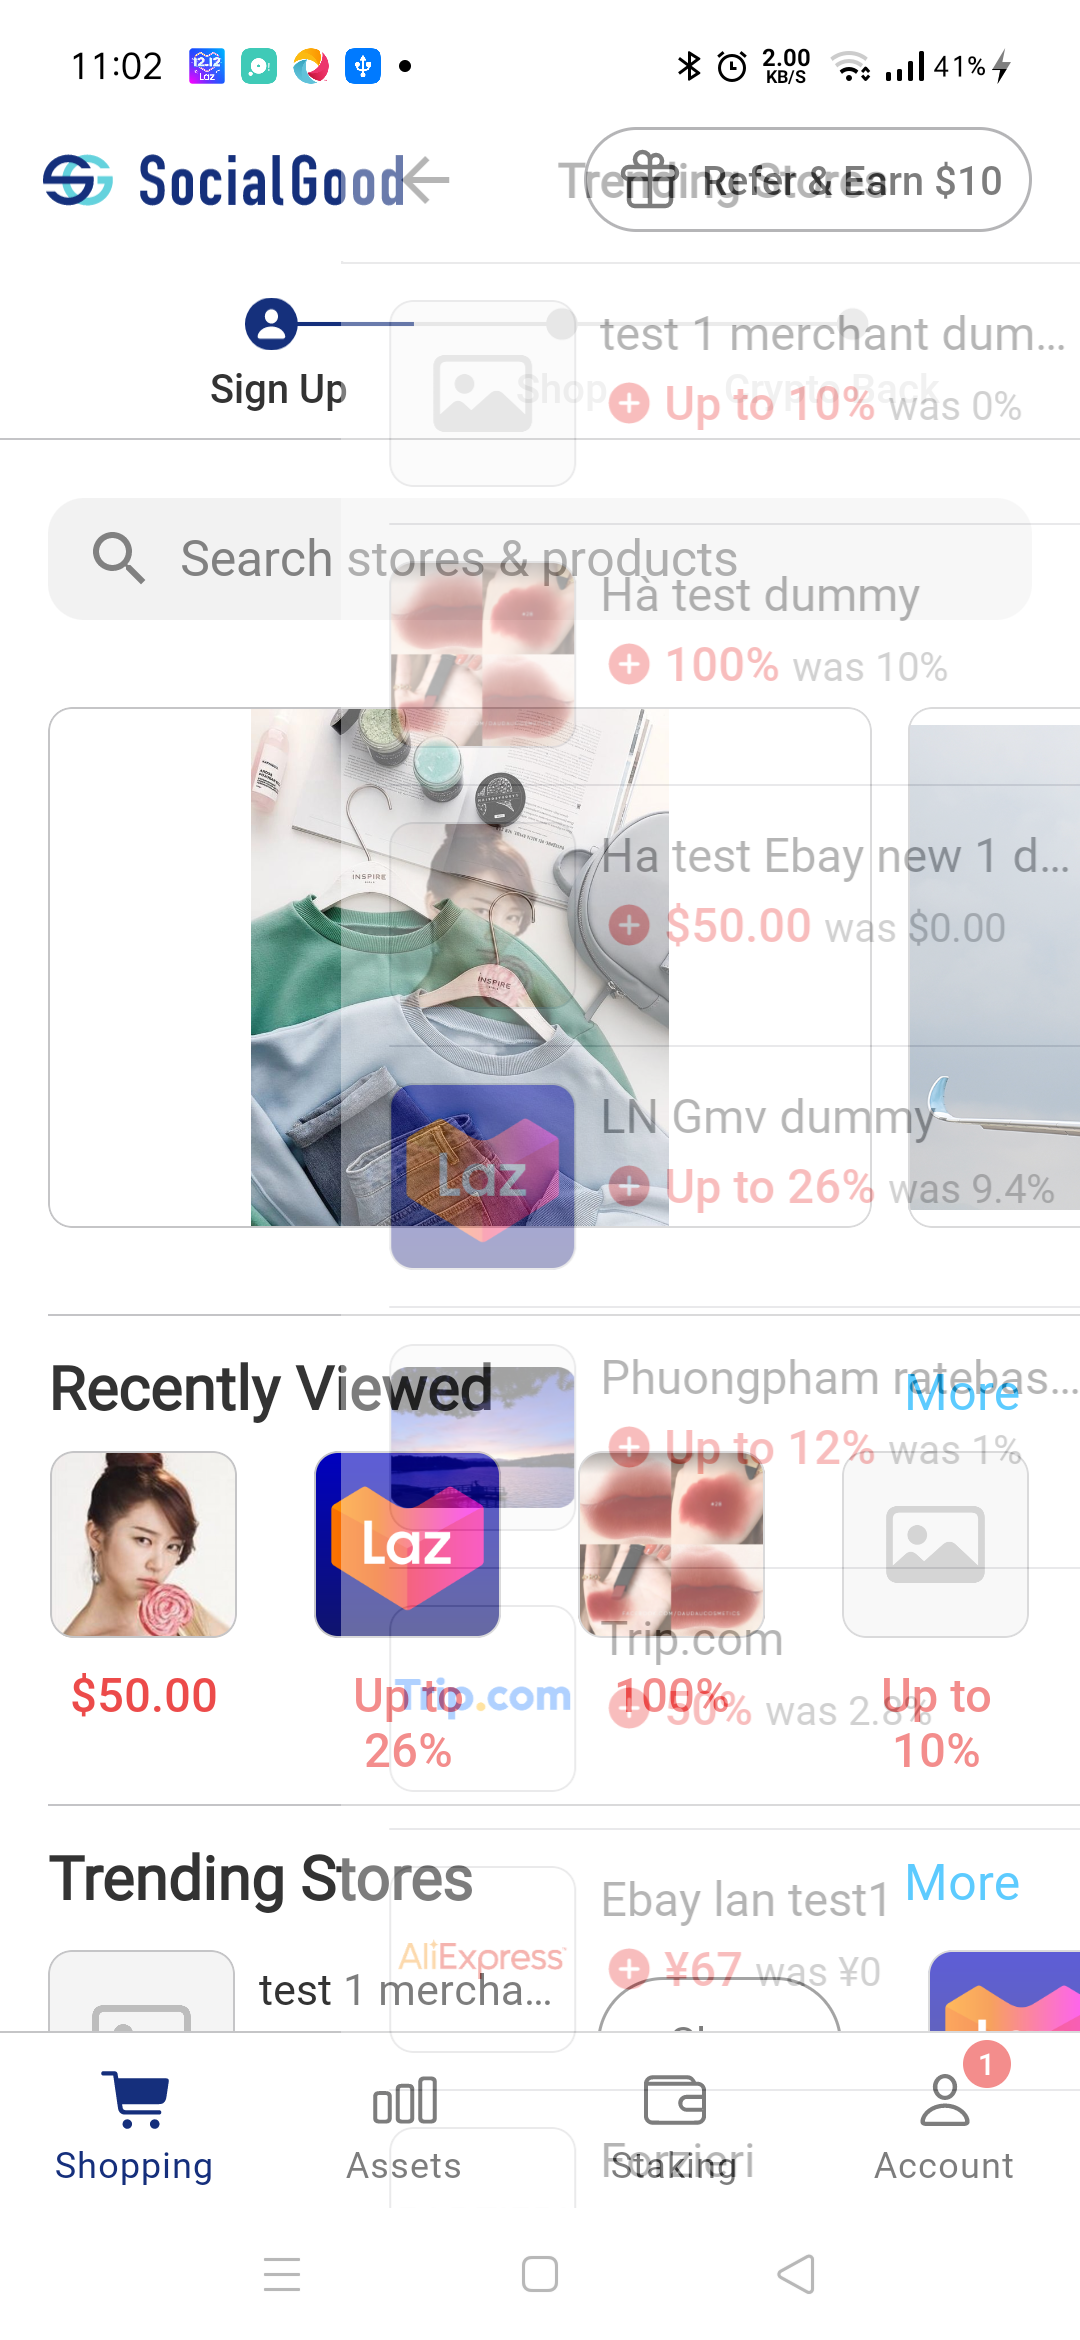 11:02
12.12
Laz
2.00
KB/S
41%
SocialGood
Trending Stores
Refer & Earn $10
Sign Up
Shop
Crypto Back
test 1 merchant dum...
Up to 10% was 0%
Search stores & products
Hà test dummy
100% was 10%
INSPIRE
INSPIRE
Ha test Ebay new 1 d...
$50.00 was $0.00
LN Gmv dummy
Laz
Up to 26% was 9.4%
Recently Viewed
More
Phuongpham ratebas...
Up to 12% was 1%
Laz
Trip.com
Trip.com
50% was 2.8%
$50.00
Up to
26%
100%
Up to
10%
Trending Stores
More
Ebay lan test1
AliExpress
¥67 was ¥0
test 1 mercha...
1
Shopping
Assets
Staking
Account
Forzieri